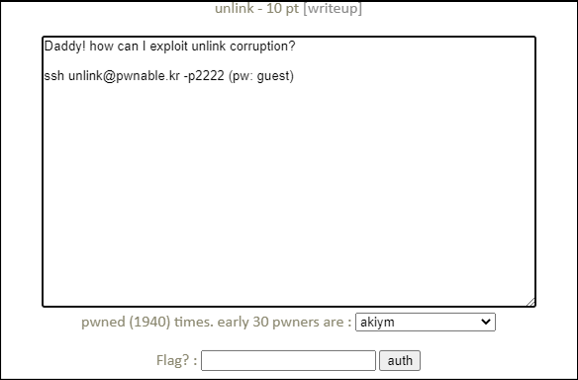 unlink - 10 pt [writeup]
Daddy! how can I exploit unlink corruption?
ssh unlink@pwnable.kr -p2222 (pw: guest)
pwned (1940) times. early 30 pwners are : akiym
Flag? : auth